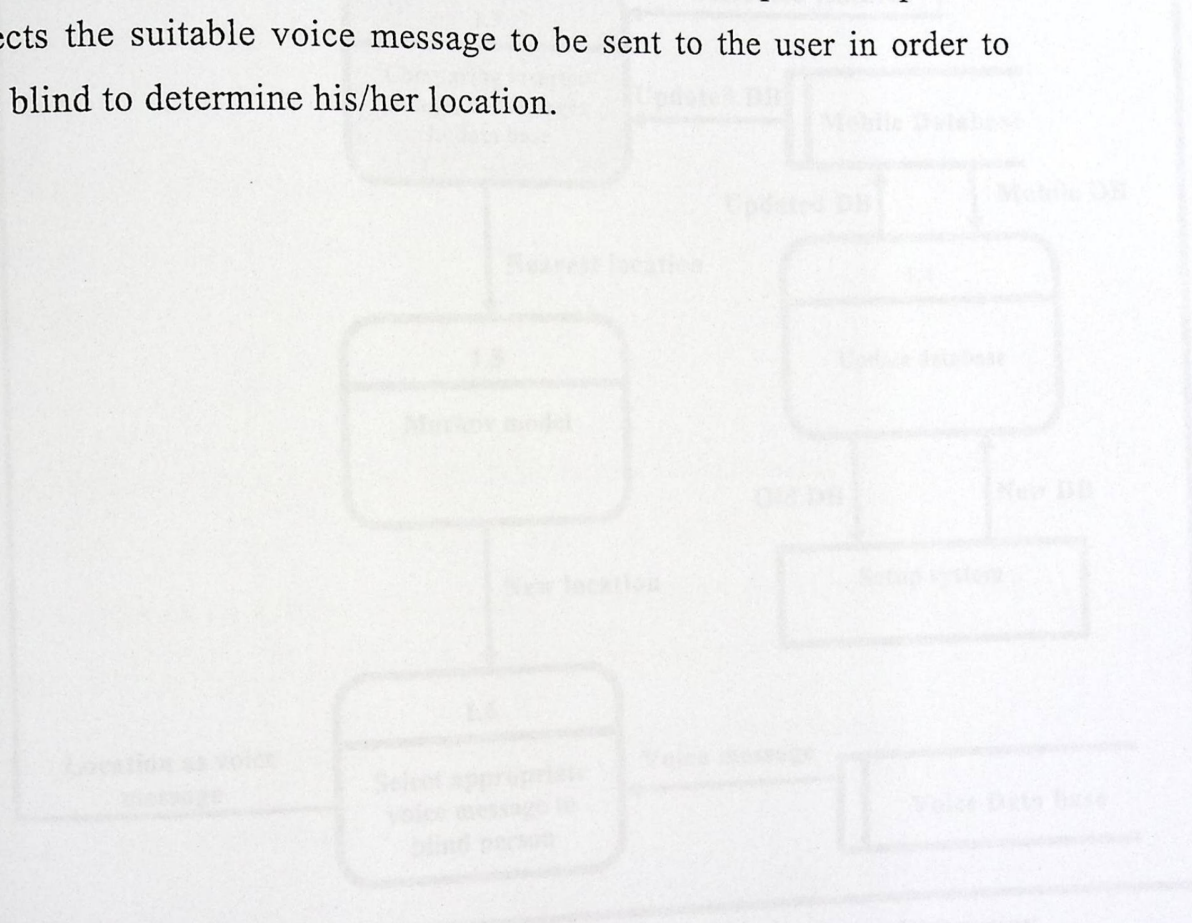 ects the suitable voice message to be sent to the user in order to
blind to determine his/her location.
Updated DB
Mobile Database
Updated DB
Mobile DB
Nearest location
1.5
Update database
Markov model
Old DB
New DB
New location
Setup system
Location as voice
message
Select appropriate
voice message to
blind person
Voice message
Voice Data base